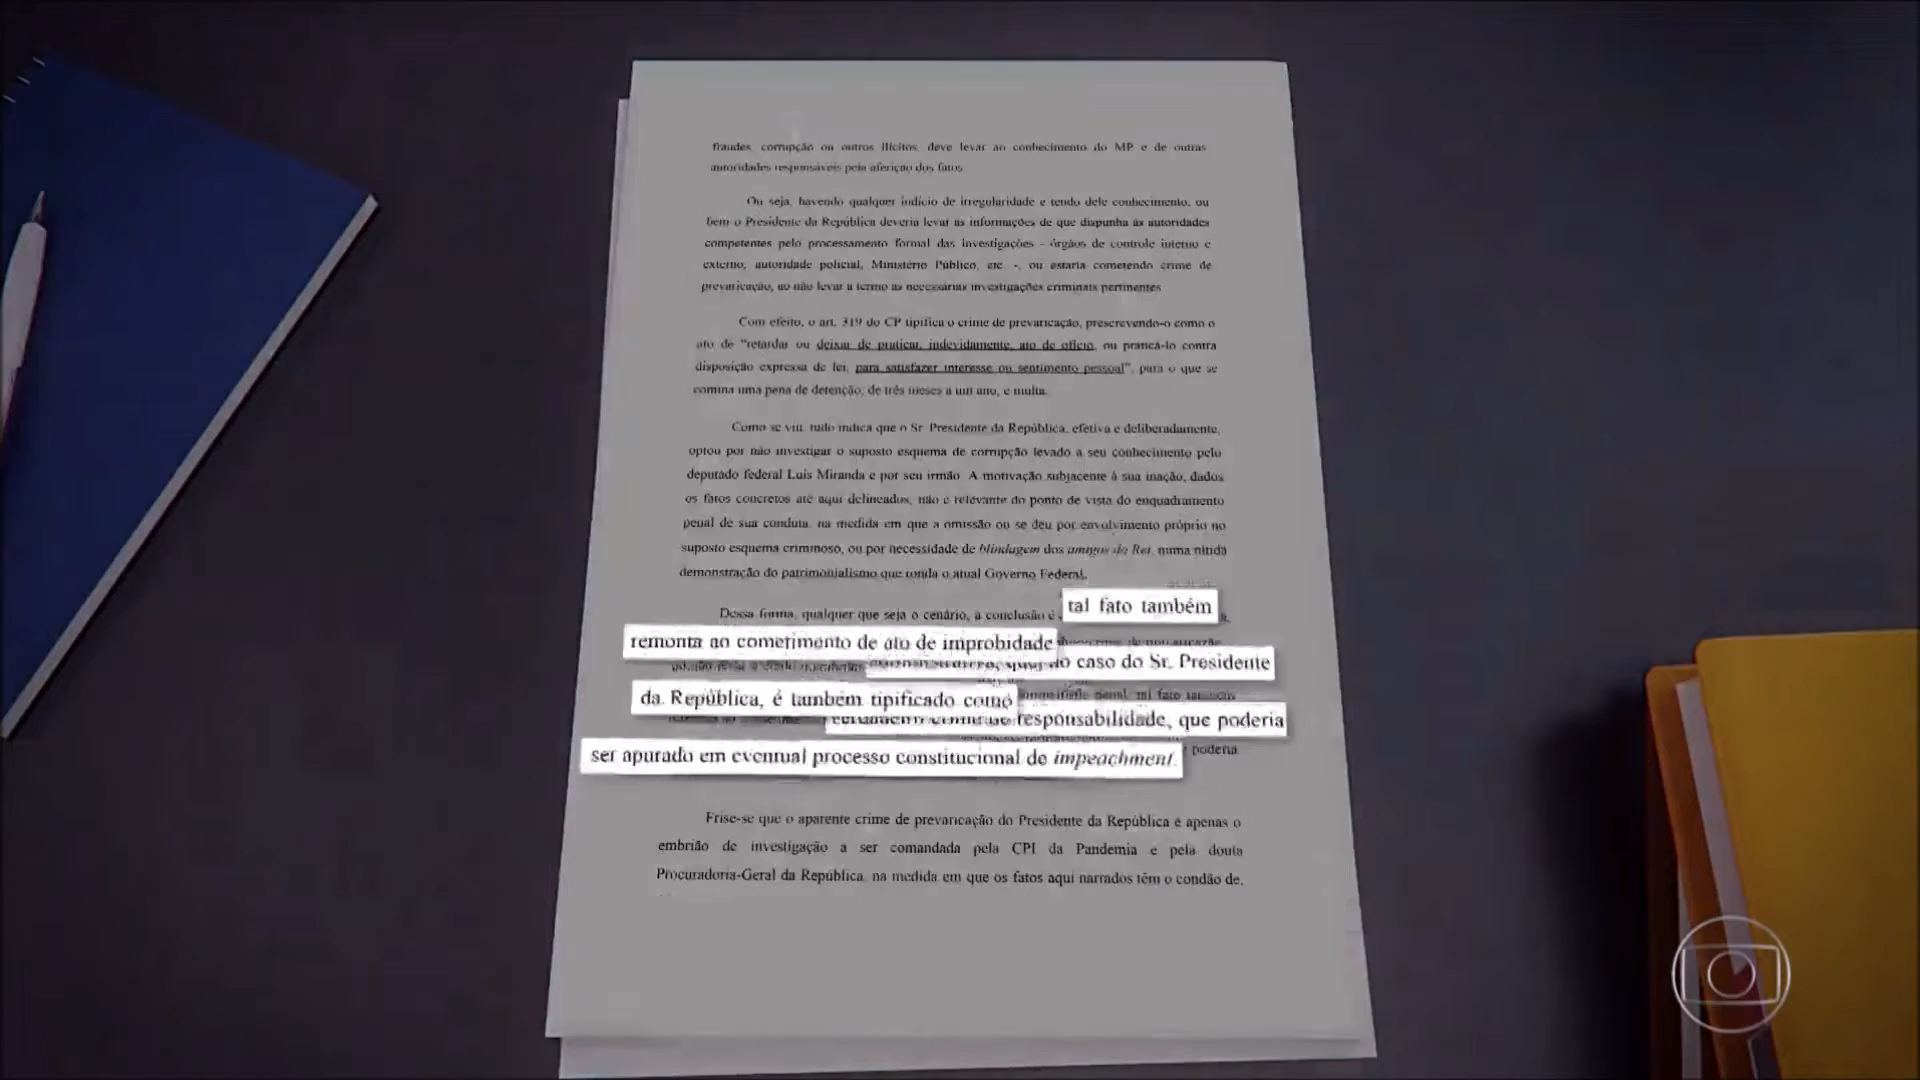 fraudes, corrupção ou outros ilícitos, deve levar ao conhecimento do MP e de outras
autoridades responsáveis pela aferição dos fatos
Ou seja, havendo qualquer indício de irregularidade e tendo dele conhecimento, ou
bem o Presidente da República deveria levar as informações de que dispunha às autoridades
competentes pelo processamento formal das investigações - órgãos de controle interno e
externo, autoridade policial, Ministério Público, etc. -, ou estaria cometendo crime de
prevaricação, ao não levar a termo as necessárias investigações criminais pertinentes
Com efeito, o art. 319 do CP tipifica o crime de prevaricação, prescrevendo-o como o
ato de "retardar ou deixar de praticar, indevidamente, ato de ofício, ou praticá-lo contra
disposição expressa de lei, para satisfazer interesse ou sentimento pessoal", para o que se
comina uma pena de detenção, de três meses a um ano, e multa.
Como se viu, tudo indica que o Sr. Presidente da República, efetiva e deliberadamente,
optou por não investigar o suposto esquema de corrupção levado a seu conhecimento pelo
deputado federal Luis Miranda e por seu irmão. A motivação subjacente à sua inação, dados
os fatos concretos até aqui delineados, não é relevante do ponto de vista do enquadramento
penal de sua conduta, na medida em que a omissão ou se deu por envolvimento próprio no
suposto esquema criminoso, ou por necessidade de blindagem dos amigos do Rei, numa nítida
demonstração do patrimonialismo que ronda o atual Governo Federal.
Dessa forma, qualquer que seja o cenário, a conclusão é tal fato também
remonta ao cometimento de ato de improbidade
do caso do Sr. Presidente
da República, é também tipificado como
responsabilidade, que poderia
ser apurado em eventual processo constitucional de impeachment. poderia
Frise-se que o aparente crime de prevaricação do Presidente da República é apenas o
embrião de investigação a ser comandada pela CPI da Pandemia e pela douta
Procuradoria-Geral da República, na medida em que os fatos aqui narrados têm o condão de,